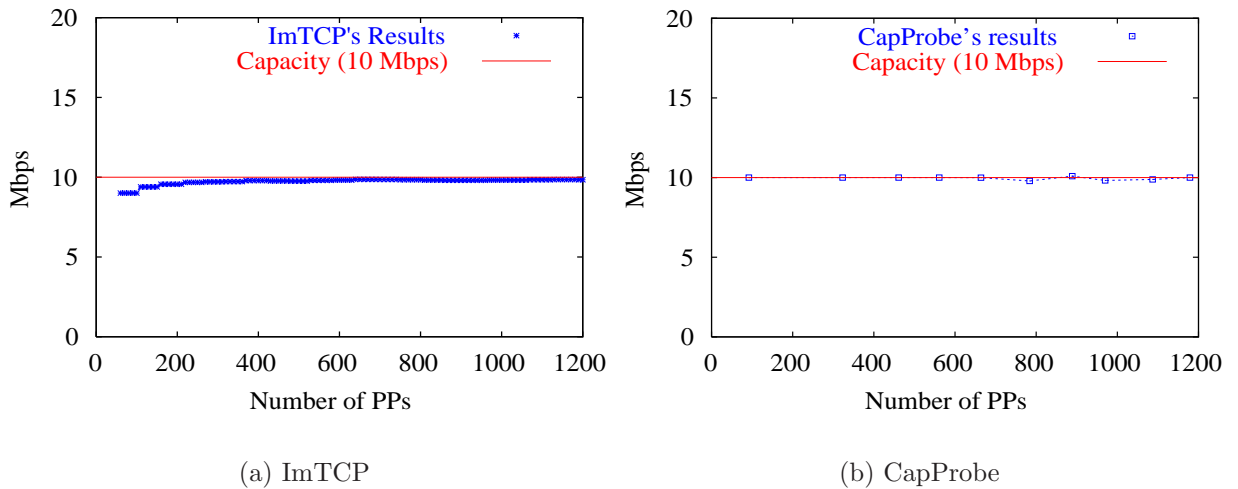 20
15
10
5
0
Mbps
ImTCP's Results
Capacity (10 Mbps)
0 200 400 600 800 1000 1200
Number of PPs
(a) ImTCP
20
15
10
5
0
Mbps
CapProbe's results
Capacity (10 Mbps)
0 200 400 600 800 1000 1200
Number of PPs
(b) CapProbe